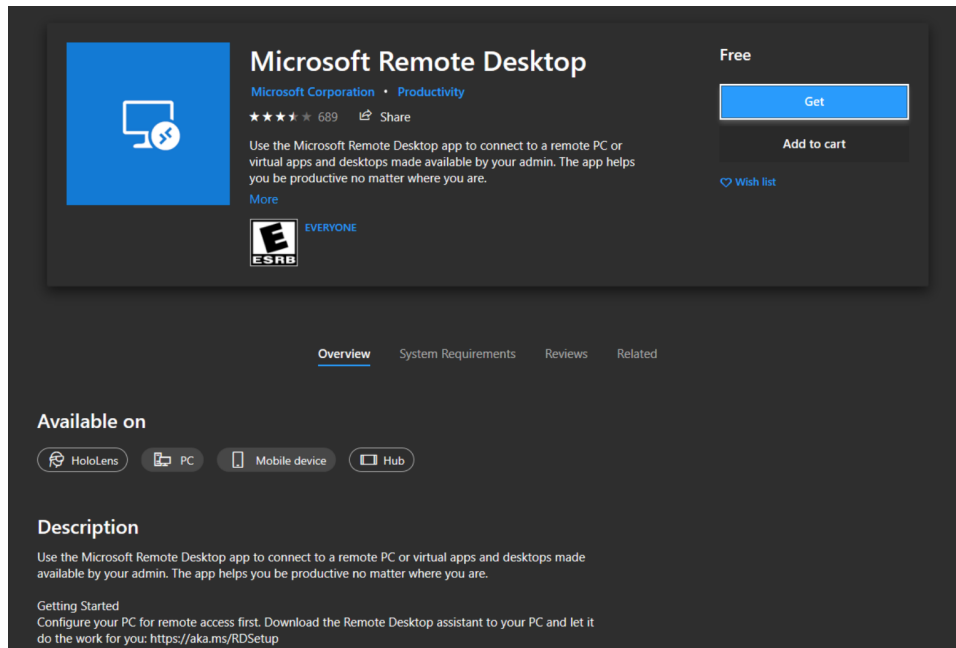 Microsoft Remote Desktop
Microsoft Corporation • Productivity
689 Share
Use the Microsoft Remote Desktop app to connect to a remote PC or
virtual apps and desktops made available by your admin. The app helps
you be productive no matter where you are.
More
E
ESRB
EVERYONE
Free
Get
Add to cart
Wish list
Overview System Requirements Reviews Related
Available on
HoloLens PC Mobile device Hub
Description
Use the Microsoft Remote Desktop app to connect to a remote PC or virtual apps and desktops made
available by your admin. The app helps you be productive no matter where you are.
Getting Started
Configure your PC for remote access first. Download the Remote Desktop assistant to your PC and let it
do the work for you: https://aka.ms/RDSetup